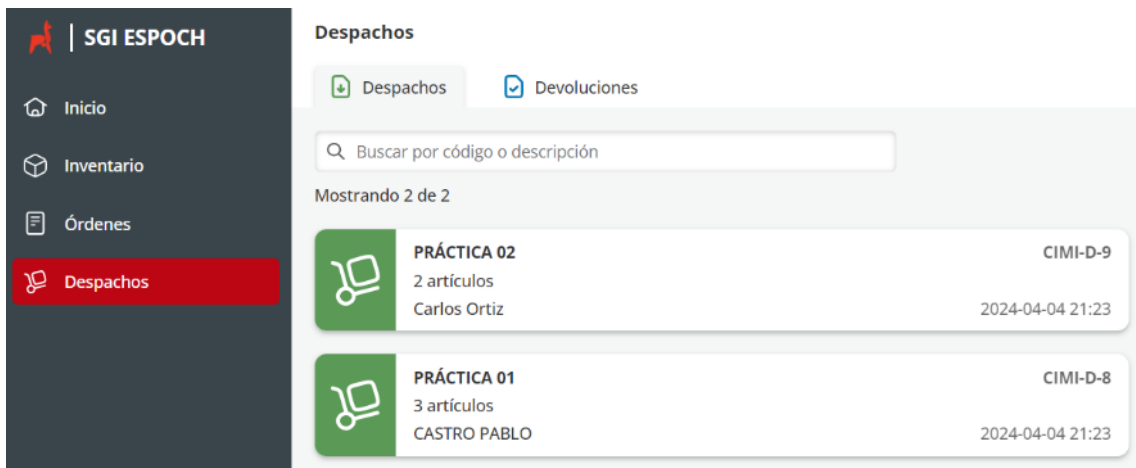 SGI ESPOCH
Inicio
Inventario
Órdenes
Despachos
Despachos
Despachos
Devoluciones
Buscar por código o descripción
Mostrando 2 de 2
PRÁCTICA 02
CIMI-D-9
2 artículos
Carlos Ortiz
2024-04-04 21:23
PRÁCTICA 01
CIMI-D-8
3 artículos
CASTRO PABLO
2024-04-04 21:23